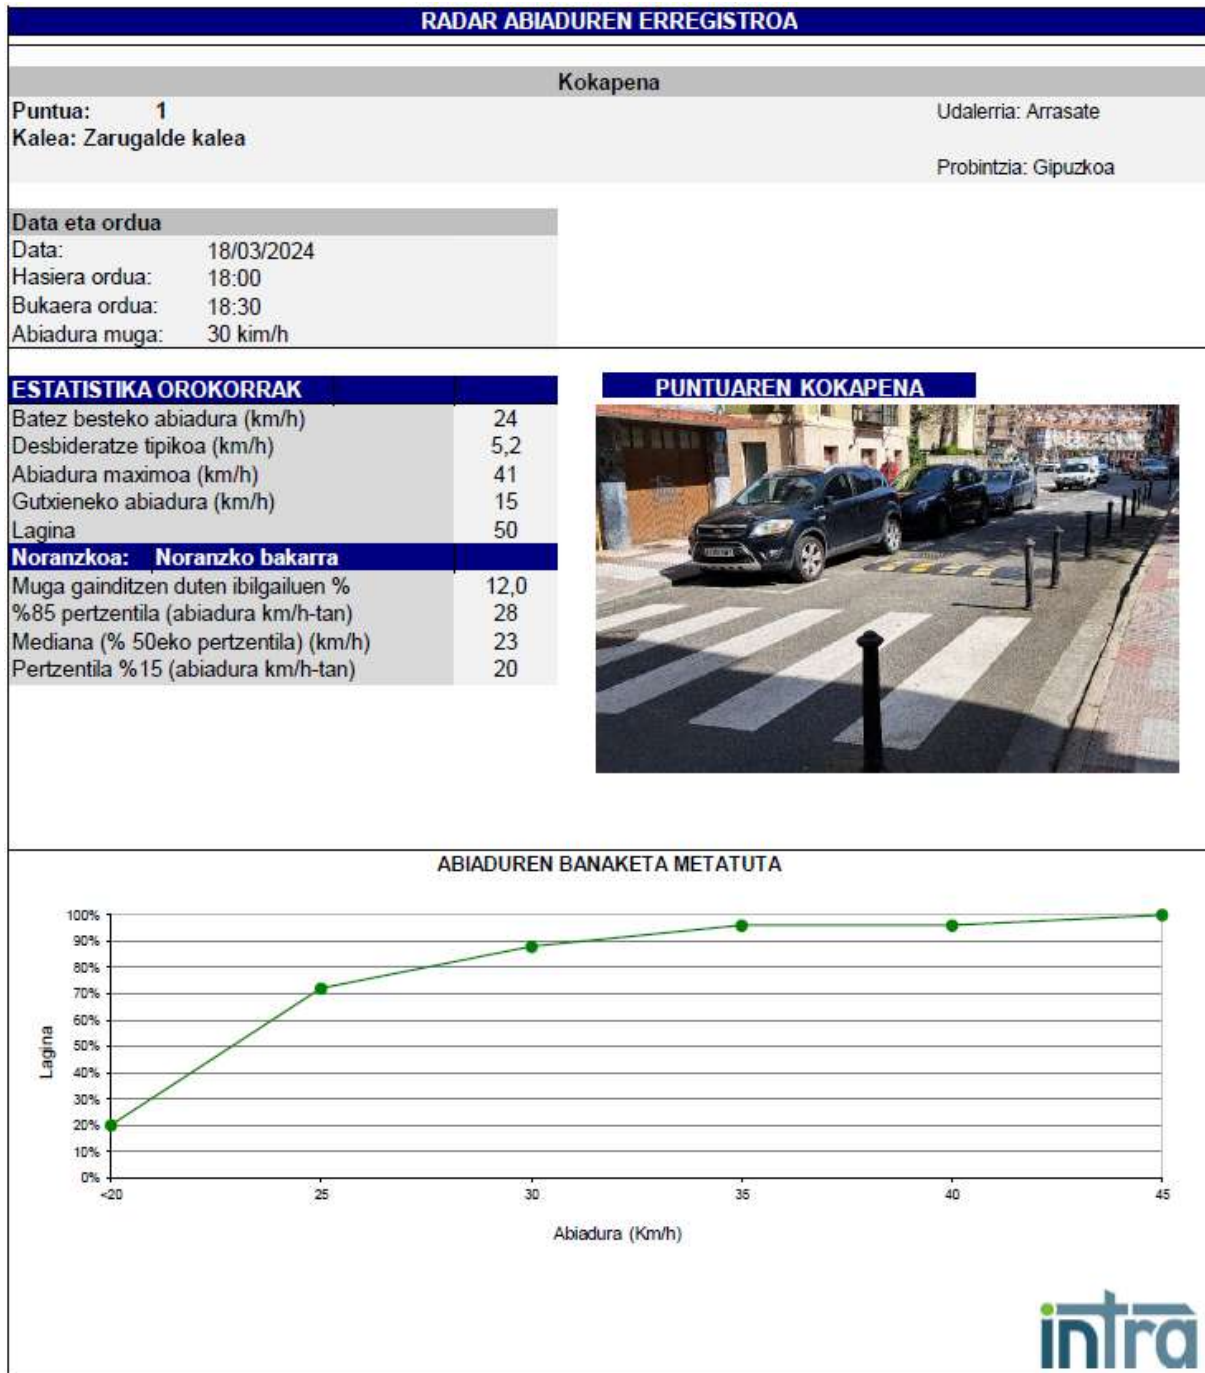 RADAR ABIADUREN ERREGISTROA
Kokapena
Puntua: 1
Udalerria: Arrasate
Kalea: Zarugalde kalea
Probintzia: Gipuzkoa
Data eta ordua
Data: 18/03/2024
Hasiera ordua: 18:00
Bukaera ordua: 18:30
Abiadura muga: 30 kim/h
ESTATISTIKA OROKORRAK
Batez besteko abiadura (km/h) 24
Desbideratze tipikoa (km/h) 5,2
Abiadura maximoa (km/h) 41
Gutxieneko abiadura (km/h) 15
Lagina 50
Noranzkoa: Noranzko bakarra
Muga gainditzen duten ibilgailuen % 12,0
%85 pertzentila (abiadura km/h-tan) 28
Mediana (% 50eko pertzentila) (km/h) 23
Pertzentila %15 (abiadura km/h-tan) 20
PUNTUAREN KOKAPENA
ABIADUREN BANAKETA METATUTA
100%
90%
80%
70%
60%
50%
40%
30%
20%
10%
0%
Lagina
<20 25 30 35 40 45
Abiadura (Km/h)
intra